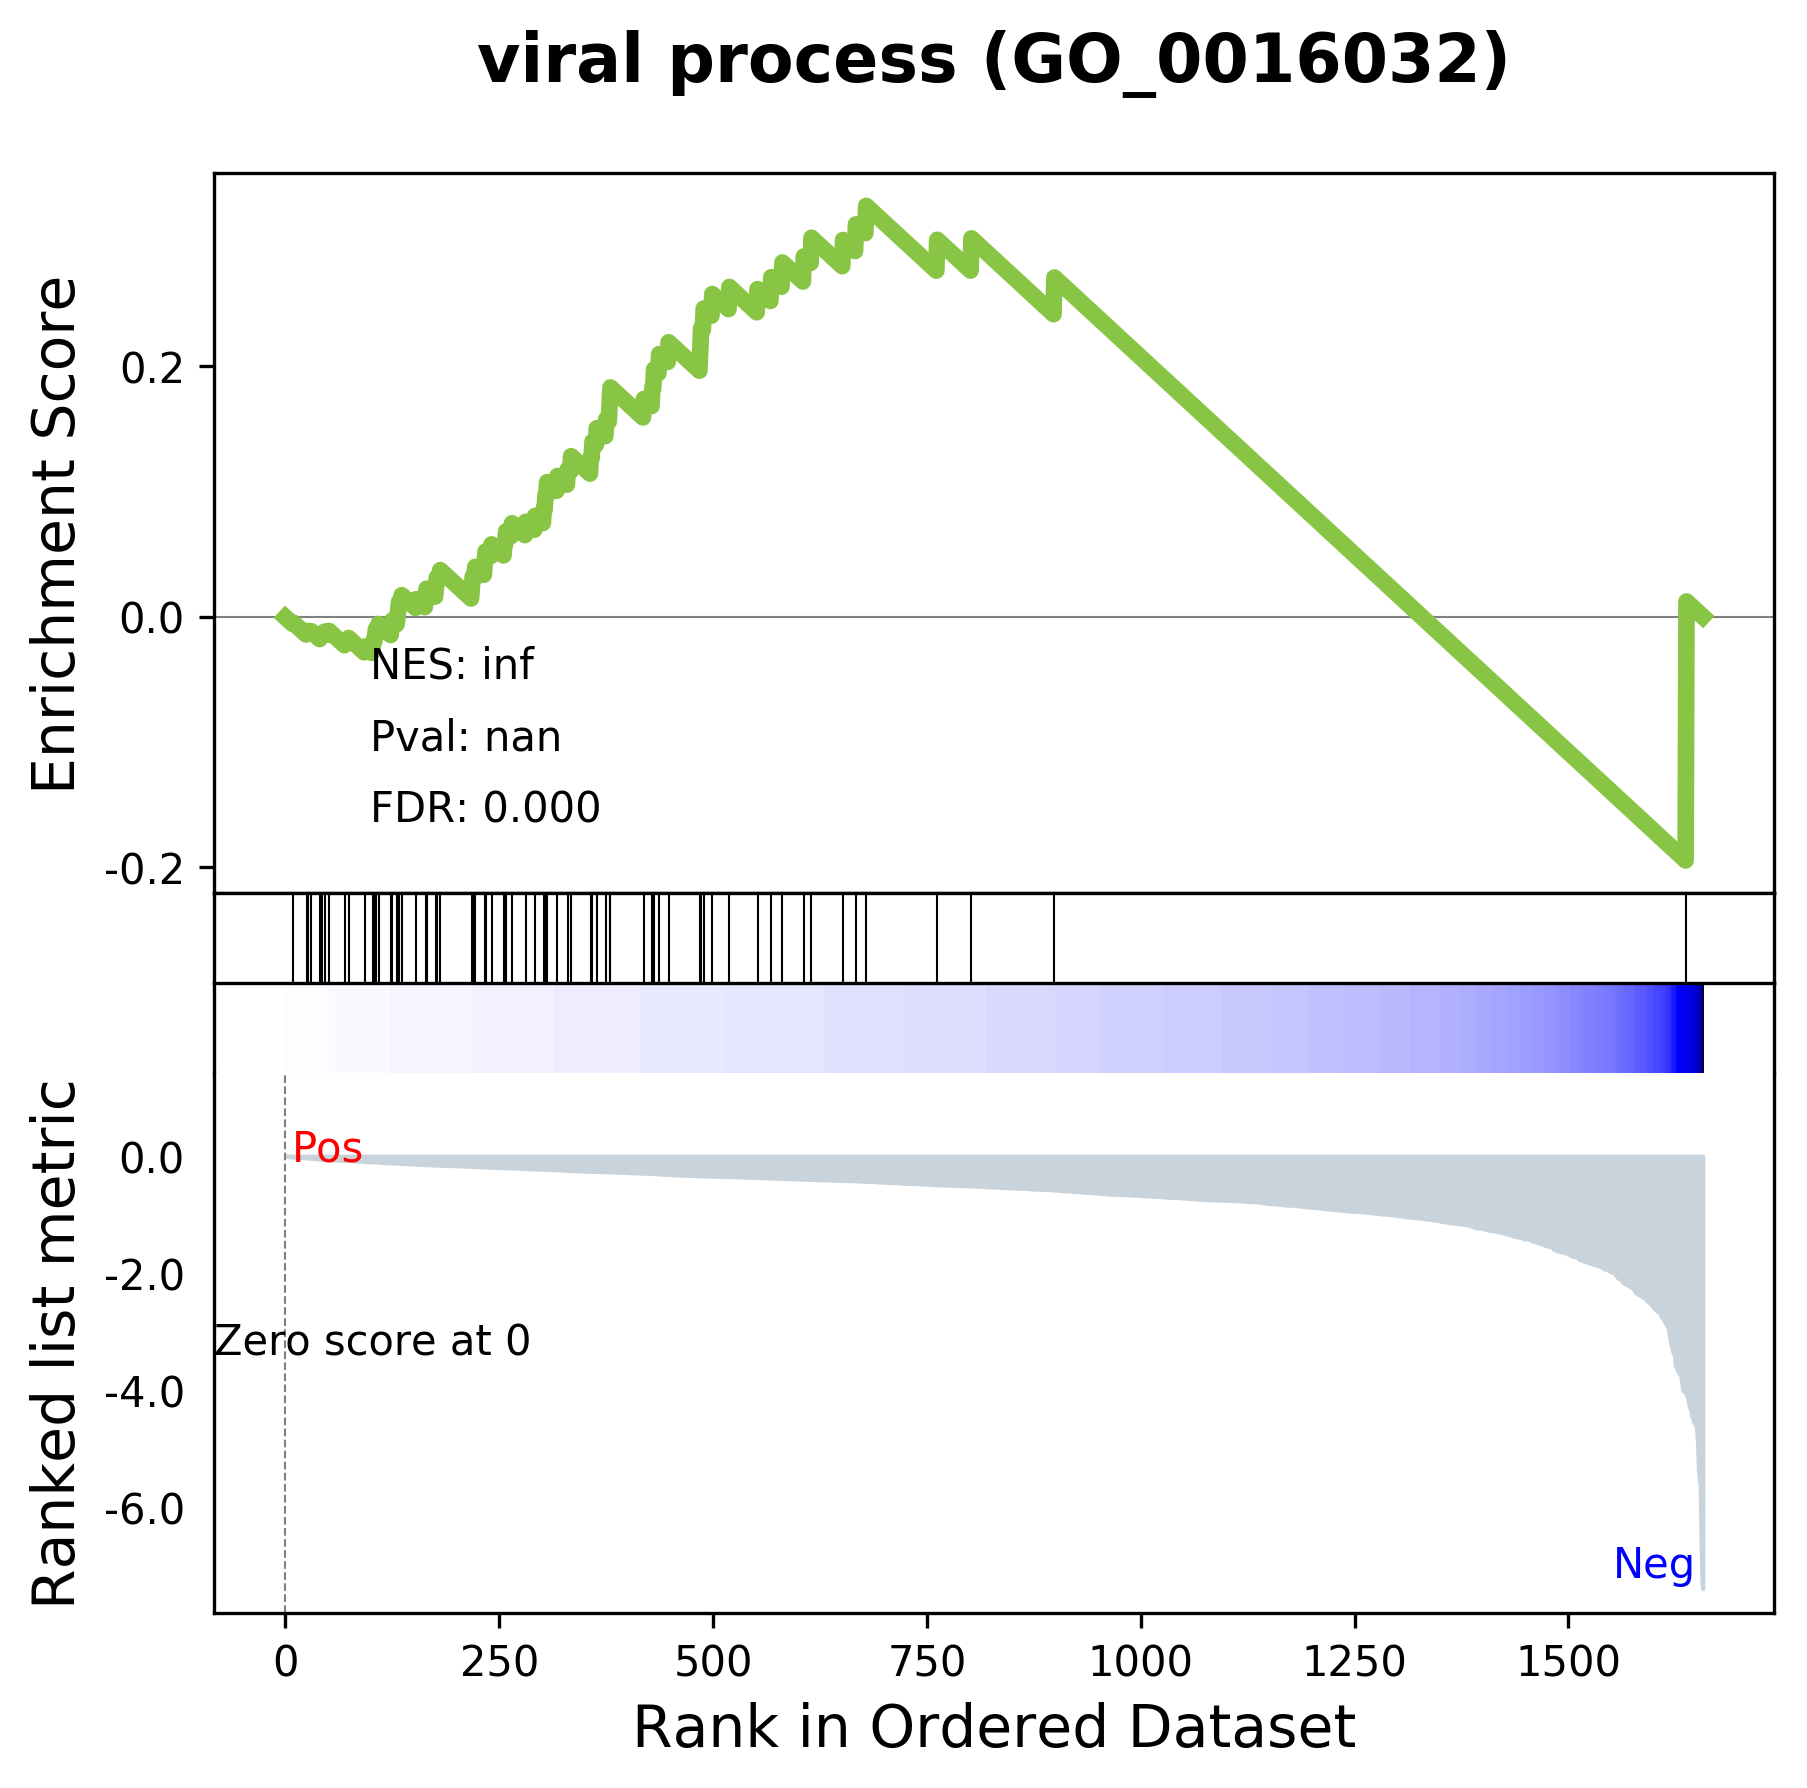 viral process (GO_0016032)
Enrichment Score
0.2
0.0
-0.2
NES: inf
Pval: nan
FDR: 0.000
Ranked list metric
0.0
-2.0
-4.0
-6.0
Pos
Zero score at 0
Neg
0 250 500 750 1000 1250 1500
Rank in Ordered Dataset